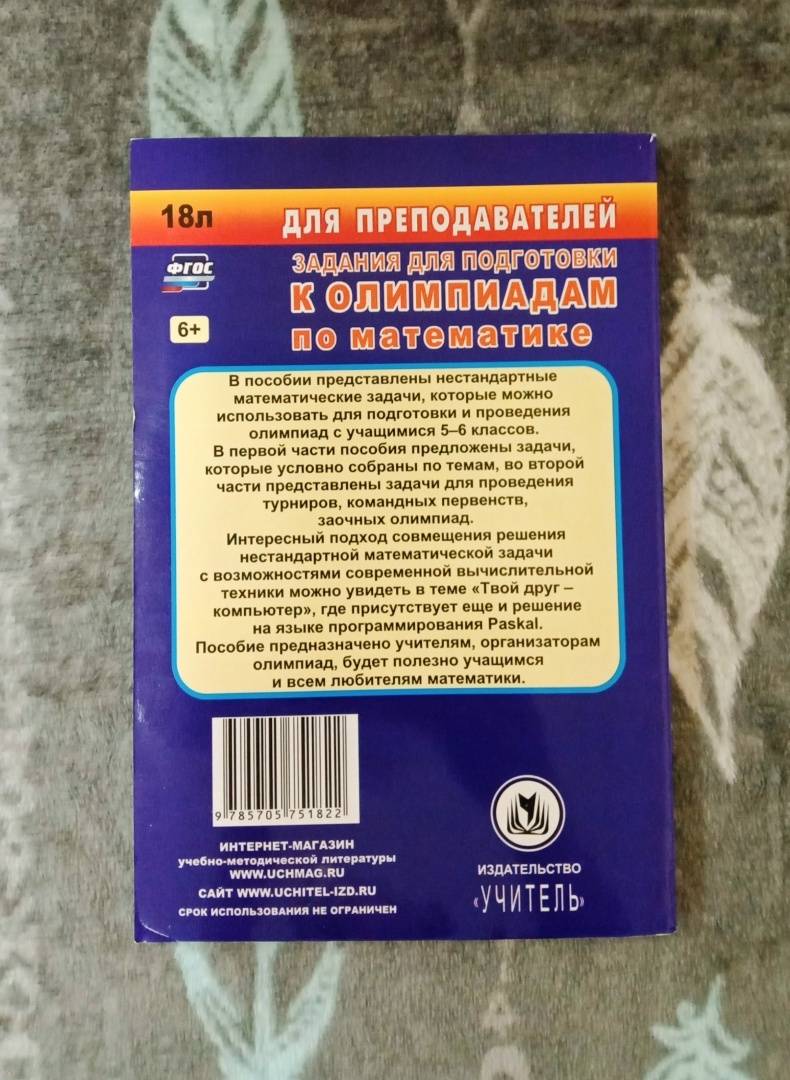 18л
ДЛЯ ПРЕПОДАВАТЕЛЕЙ
ФГОС
ЗАДАНИЯ ДЛЯ ПОДГОТОВКИ
К ОЛИМПИАДАМ
6+
по математике
В пособии представлены нестандартные
математические задачи, которые можно
использовать для подготовки и проведения
олимпиад с учащимися 5–6 классов.
В первой части пособия предложены задачи,
которые условно собраны по темам, во второй
части представлены задачи для проведения
турниров, командных первенств,
заочных олимпиад.
Интересный подход совмещения решения
нестандартной математической задачи
с возможностями современной вычислительной
техники можно увидеть в теме «Твой друг –
компьютер», где присутствует еще и решение
на языке программирования Paskal.
Пособие предназначено учителям, организаторам
олимпиад, будет полезно учащимся
и всем любителям математики.
9 785705 751822
ИНТЕРНЕТ-МАГАЗИН
учебно-методической литературы
WWW.UCHMAG.RU
САЙТ WWW.UCHITEL-IZD.RU
СРОК ИСПОЛЬЗОВАНИЯ НЕ ОГРАНИЧЕН
ИЗДАТЕЛЬСТВО
«УЧИТЕЛЬ»